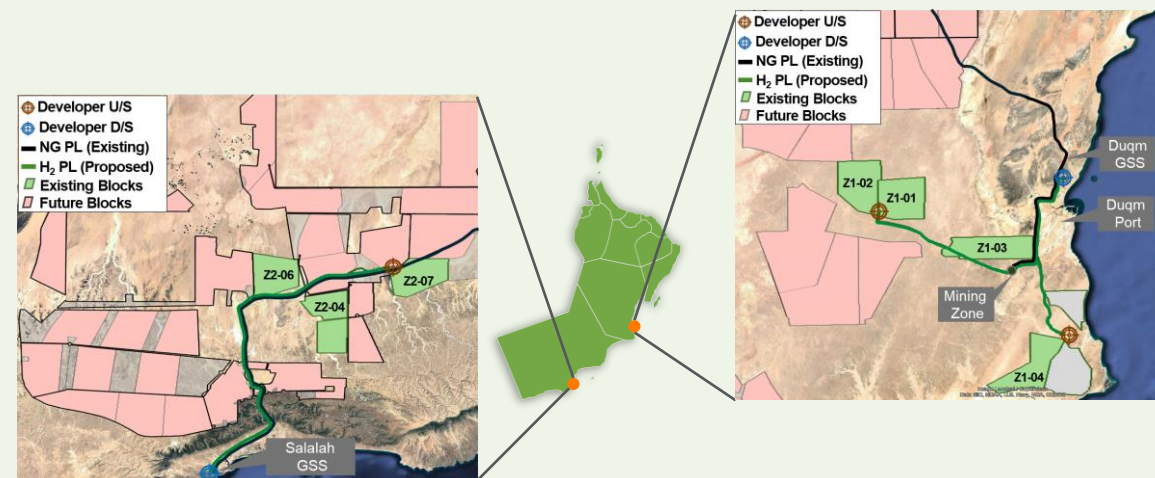 Developer U/S
Developer D/S
NG PL (Existing)
H₂ PL (Proposed)
Existing Blocks
Future Blocks
Z2-06
Z2-07
Z2-04
Salalah
GSS
Developer U/S
Developer D/S
NG PL (Existing)
H₂ PL (Proposed)
Existing Blocks
Future Blocks
Duqm
GSS
Z1-02
Z1-01
Duqm
Port
Z1-03
Mining
Zone
Z1-04